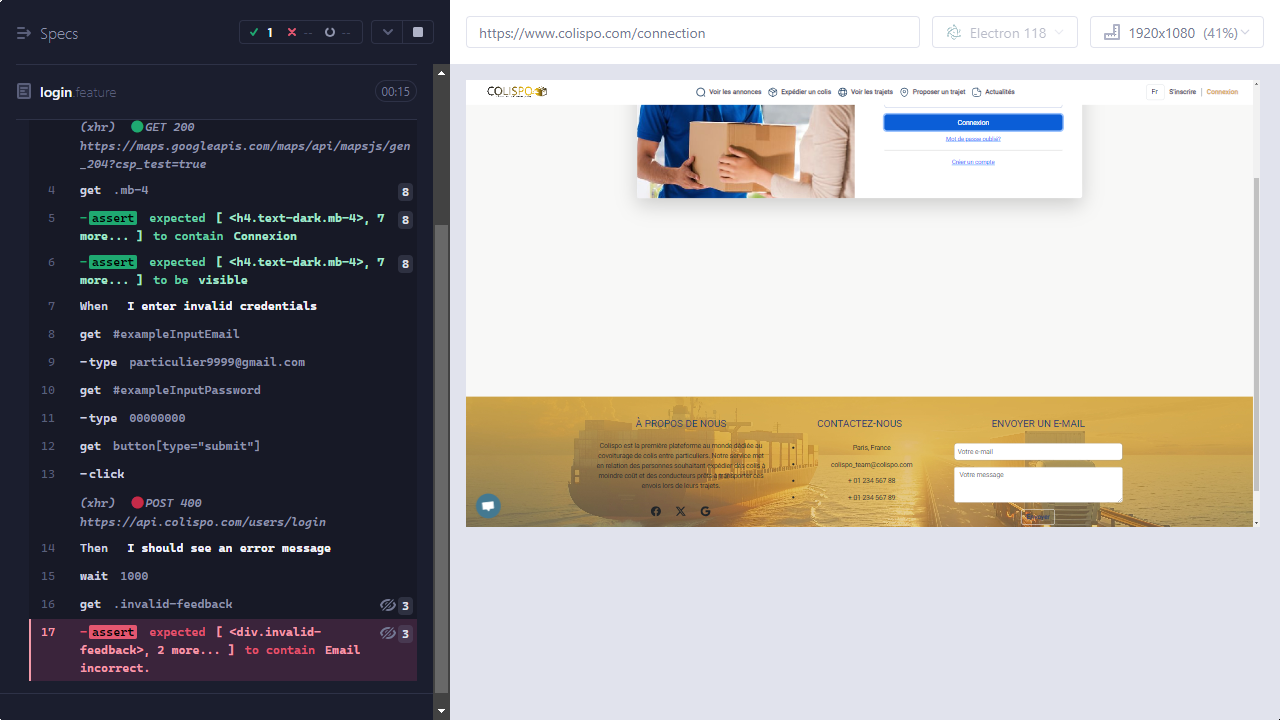 Specs
1
--
--
login.feature
00:15
(xhr) GET 200
https://maps.googleapis.com/maps/api/mapsjs/gen
_204?csp_test=true
4 get .mb-4 8
5 -assert expected [ <h4.text-dark.mb-4>, 7 8
more... ] to contain Connexion
6 -assert expected [ <h4.text-dark.mb-4>, 7 8
more... ] to be visible
7 When I enter invalid credentials
8 get #exampleInputEmail
9 -type particulier9999@gmail.com
10 get #exampleInputPassword
11 -type 00000000
12 get button[type="submit"]
13 -click
(xhr) POST 400
https://api.colispo.com/users/login
14 Then I should see an error message
15 wait 1000
16 get .invalid-feedback 3
17 -assert expected [ <div.invalid- 3
feedback>, 2 more... ] to contain Email
incorrect.
https://www.colispo.com/connection
Electron 118
1920x1080 (41%)
COLISPO
Voir les annonces
Expédier un colis
Voir les trajets
Proposer un trajet
Actualités
Fr
S'inscrire | Connexion
Connexion
Mot de passe oublié?
Créer un compte
À PROPOS DE NOUS
Colispo est la première plateforme au monde dédiée au
covoiturage de colis entre particuliers. Notre service met
en relation des personnes souhaitant expédier des colis à
moindre coût et des conducteurs prêts à transporter ces
envois lors de leurs trajets.
CONTACTEZ-NOUS
Paris, France
colispo_team@colispo.com
+ 01 234 567 88
+ 01 234 567 89
ENVOYER UN E-MAIL
Votre e-mail
Votre message